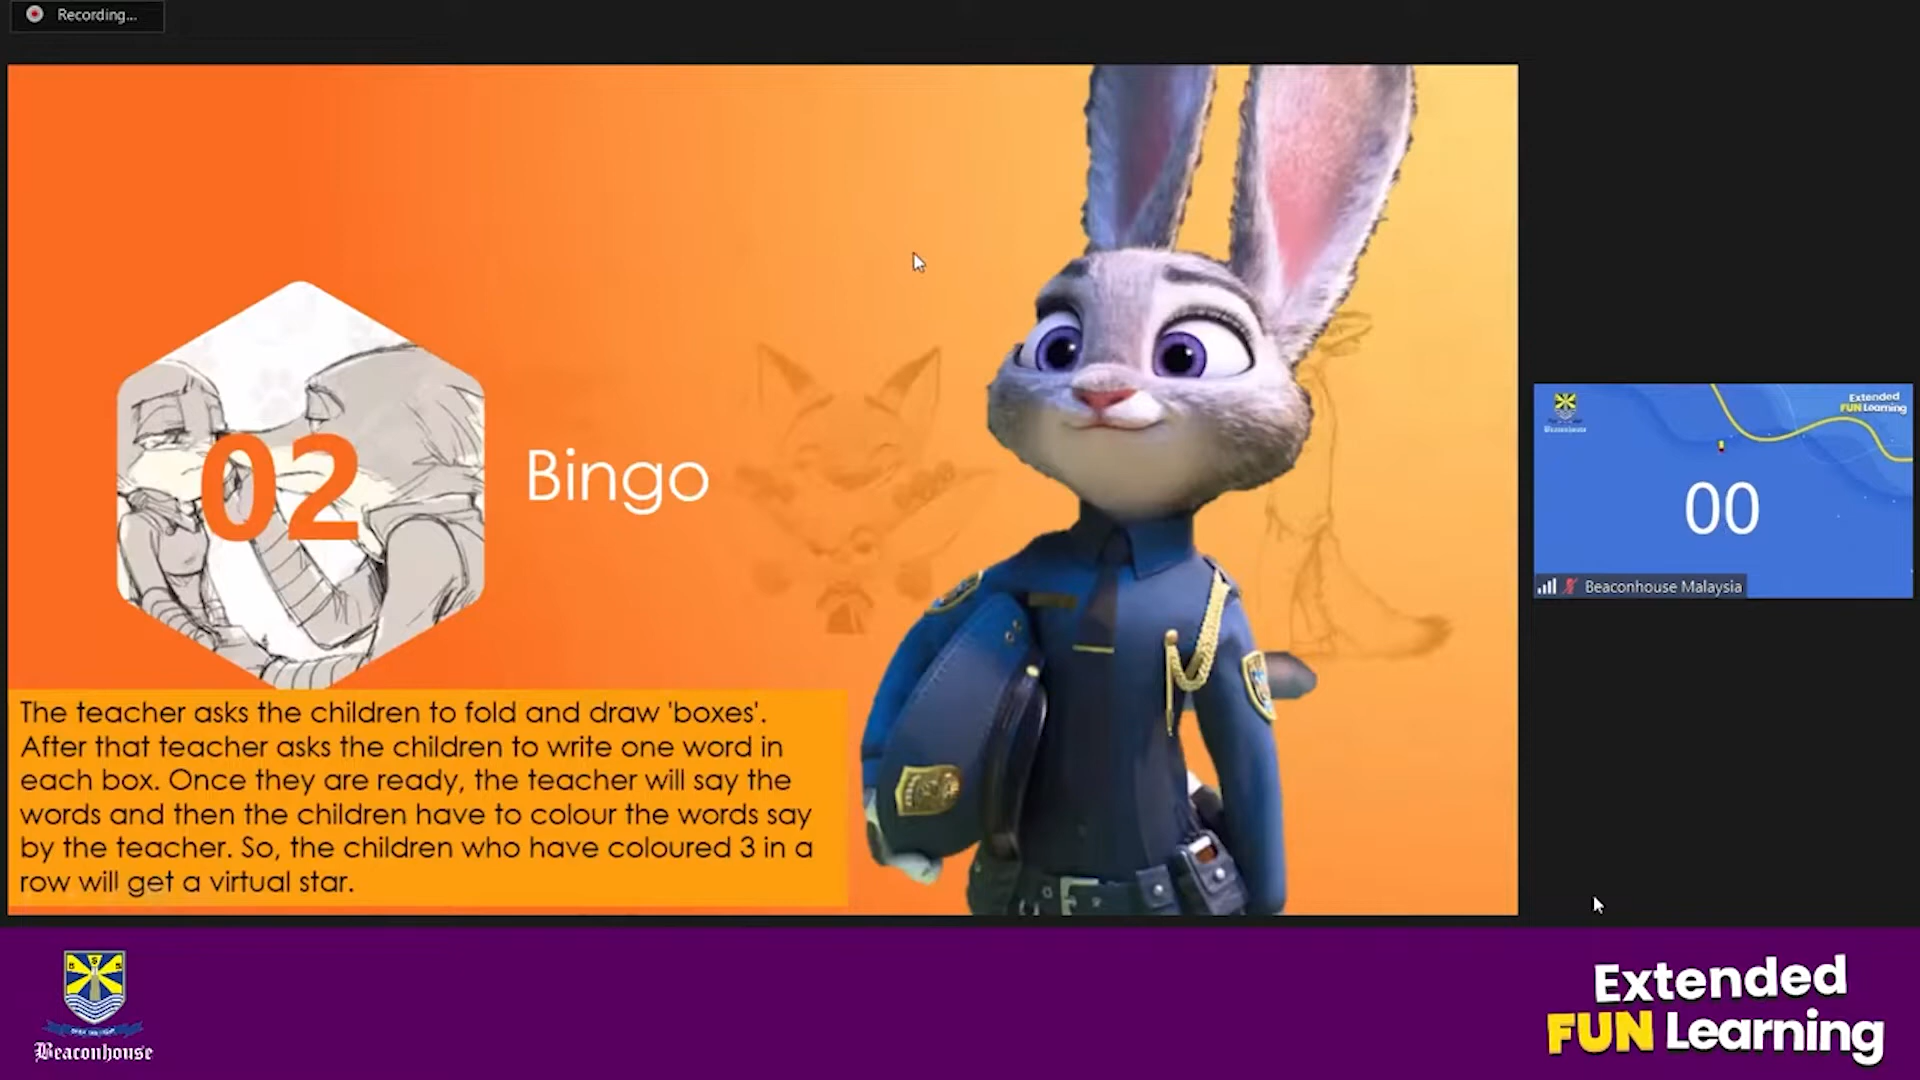 Recording...
02
Bingo
The teacher asks the children to fold and draw 'boxes'.
After that teacher asks the children to write one word in
each box. Once they are ready, the teacher will say the
words and then the children have to colour the words say
by the teacher. So, the children who have coloured 3 in a
row will get a virtual star.
Beaconhouse
Extended
FUN Learning
00
Beaconhouse Malaysia
B S S
Beaconhouse
Extended
FUN Learning